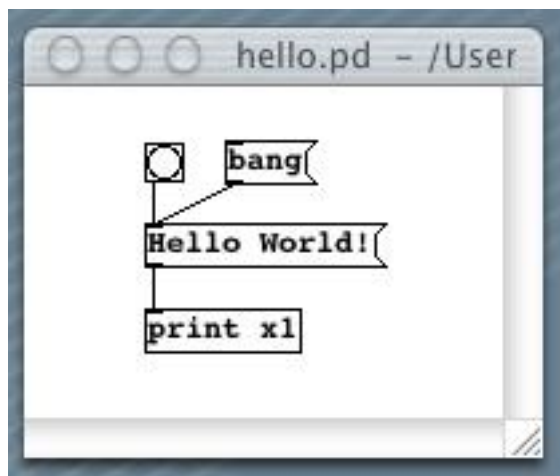 hello.pd – /User
bang
Hello World!
print x1